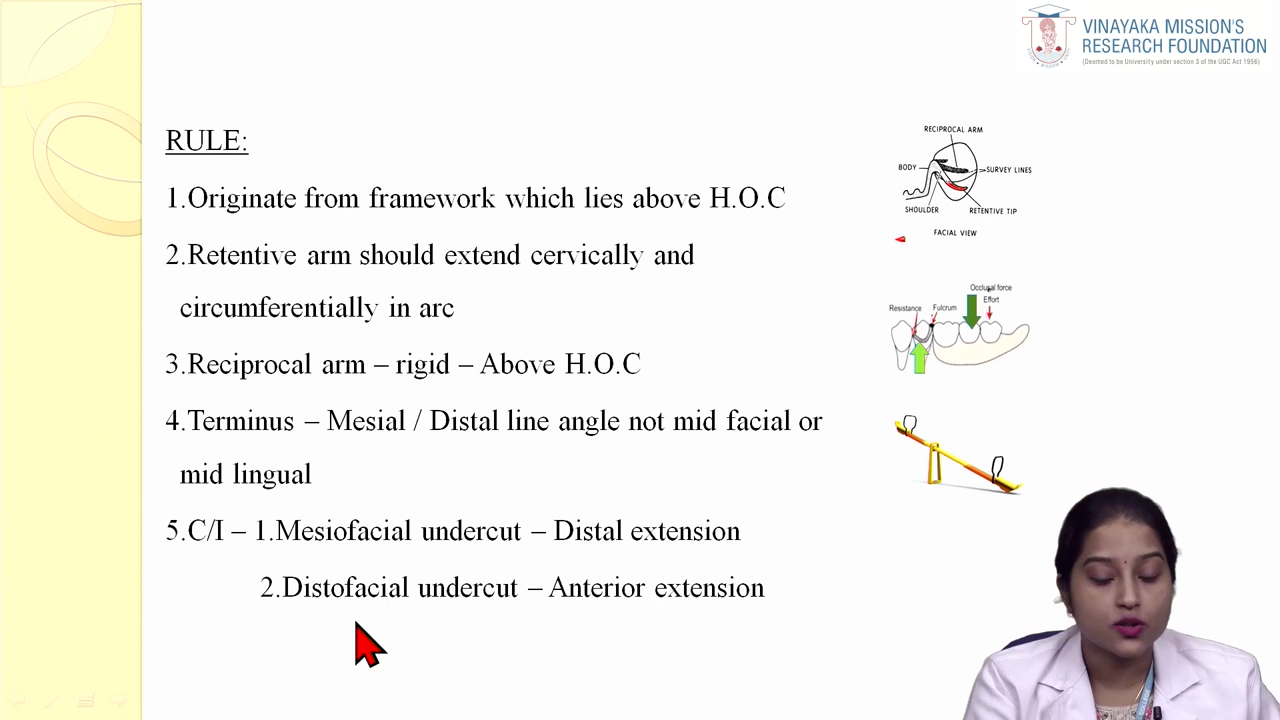 VINAYAKA MISSION'S
RESEARCH FOUNDATION
(Deemed to be University under section 3 of the UGC Act 1956)
RULE:
1.Originate from framework which lies above H.O.C
2.Retentive arm should extend cervically and
circumferentially in arc
3.Reciprocal arm – rigid – Above H.O.C
4.Terminus – Mesial / Distal line angle not mid facial or
mid lingual
5.C/I – 1.Mesiofacial undercut – Distal extension
2.Distofacial undercut – Anterior extension
RECIPROCAL ARM
BODY
SURVEY LINES
SHOULDER
RETENTIVE TIP
FACIAL VIEW
Occlusal force
Effort
Resistance
Fulcrum